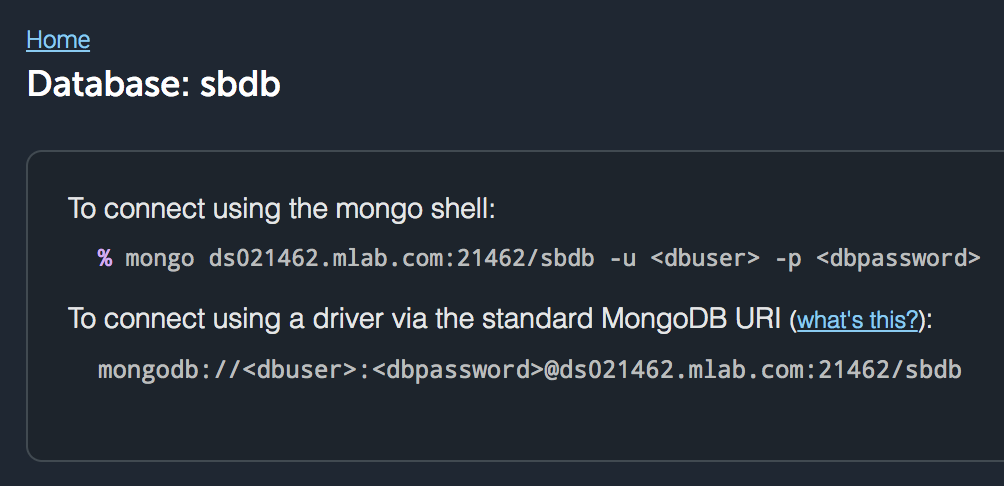 Home
Database: sbdb
To connect using the mongo shell:
% mongo ds021462.mlab.com:21462/sbdb -u <dbuser> -p <dbpassword>
To connect using a driver via the standard MongoDB URI (what's this?):
mongodb://<dbuser>:<dbpassword>@ds021462.mlab.com:21462/sbdb